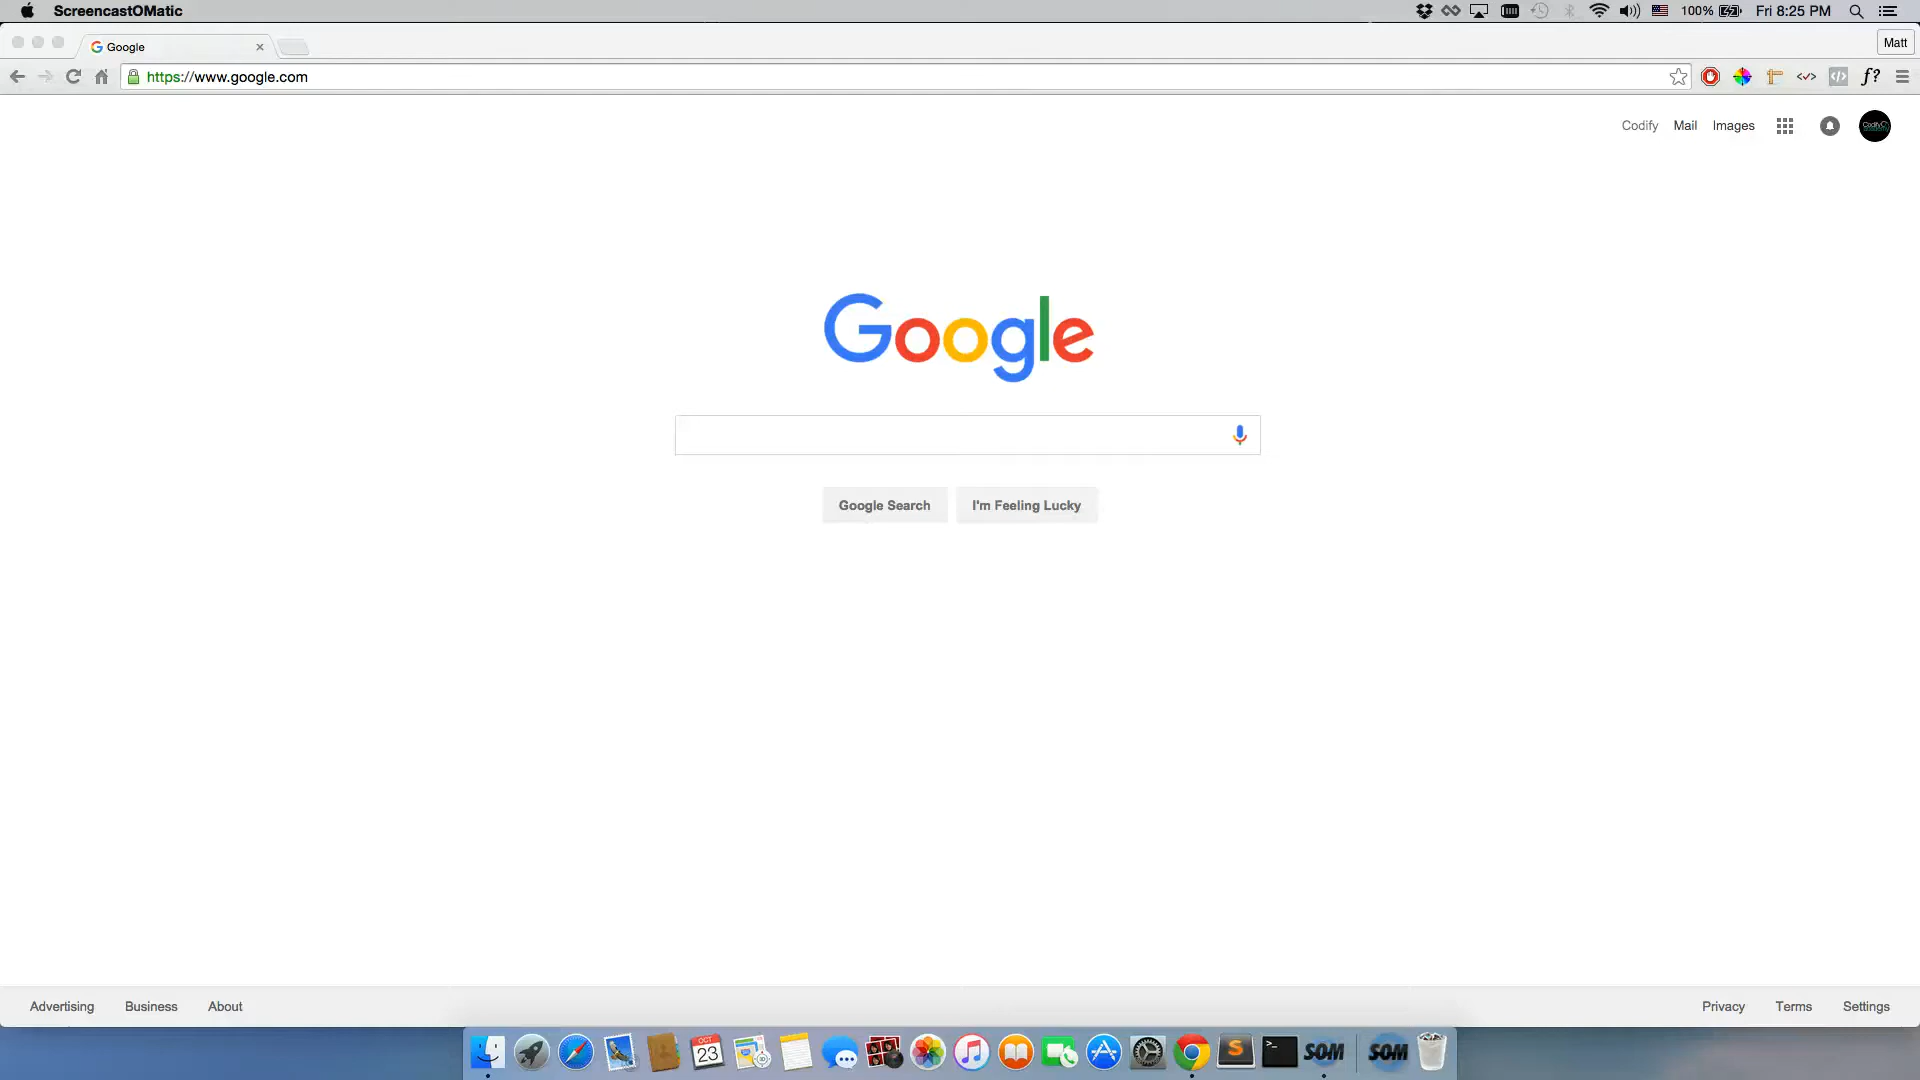 ScreencastOMatic
100%
Fri 8:25 PM
Google
Matt
https://www.google.com
f?
Codify
Mail
Images
Google
Google Search
I'm Feeling Lucky
Advertising
Business
About
Privacy
Terms
Settings
OCT
23
S
>_
SOM
SOM